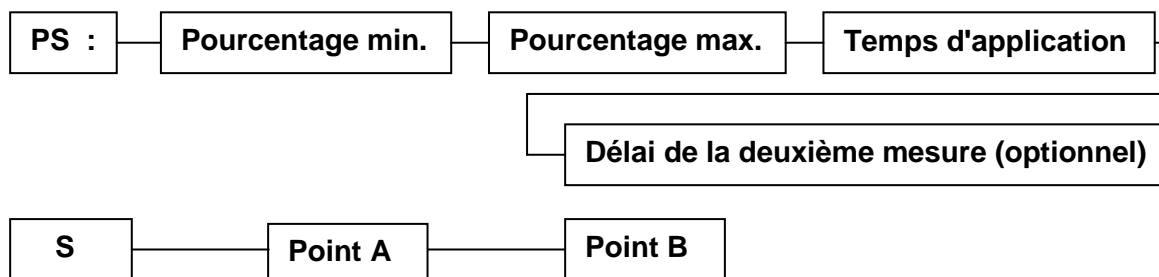 PS : Pourcentage min. Pourcentage max. Temps d'application
Délai de la deuxième mesure (optionnel)
S Point A Point B